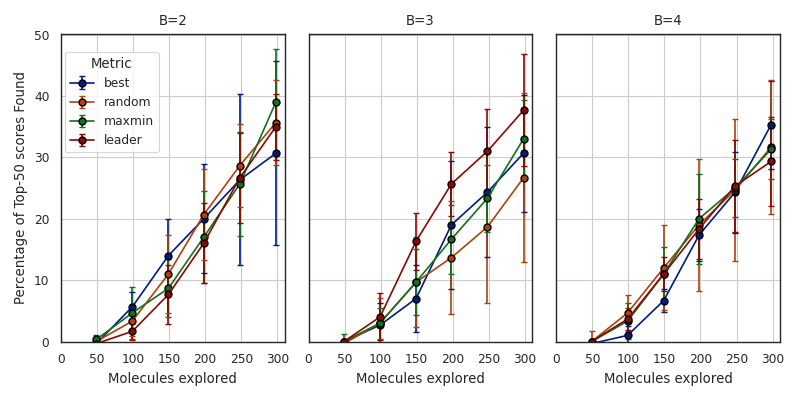 B=2
B=3
B=4
Percentage of Top-50 scores Found
50
40
30
20
10
0
Metric
best
random
maxmin
leader
0 50 100 150 200 250 300
0 50 100 150 200 250 300
0 50 100 150 200 250 300
Molecules explored
Molecules explored
Molecules explored